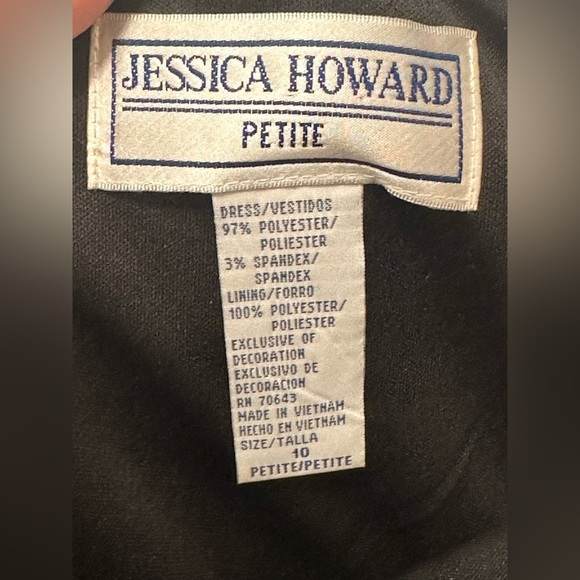 JESSICA HOWARD
PETITE
DRESS/VESTIDOS
97% POLYESTER/
POLIESTER
3% SPANDEX/
SPANDEX
LINING/FORRO
100% POLYESTER/
POLIESTER
EXCLUSIVE OF
DECORATION
EXCLUSIVO DE
DECORACION
RN 70643
MADE IN VIETNAM
HECHO EN VIETNAM
SIZE/TALLA
10
PETITE/PETITE